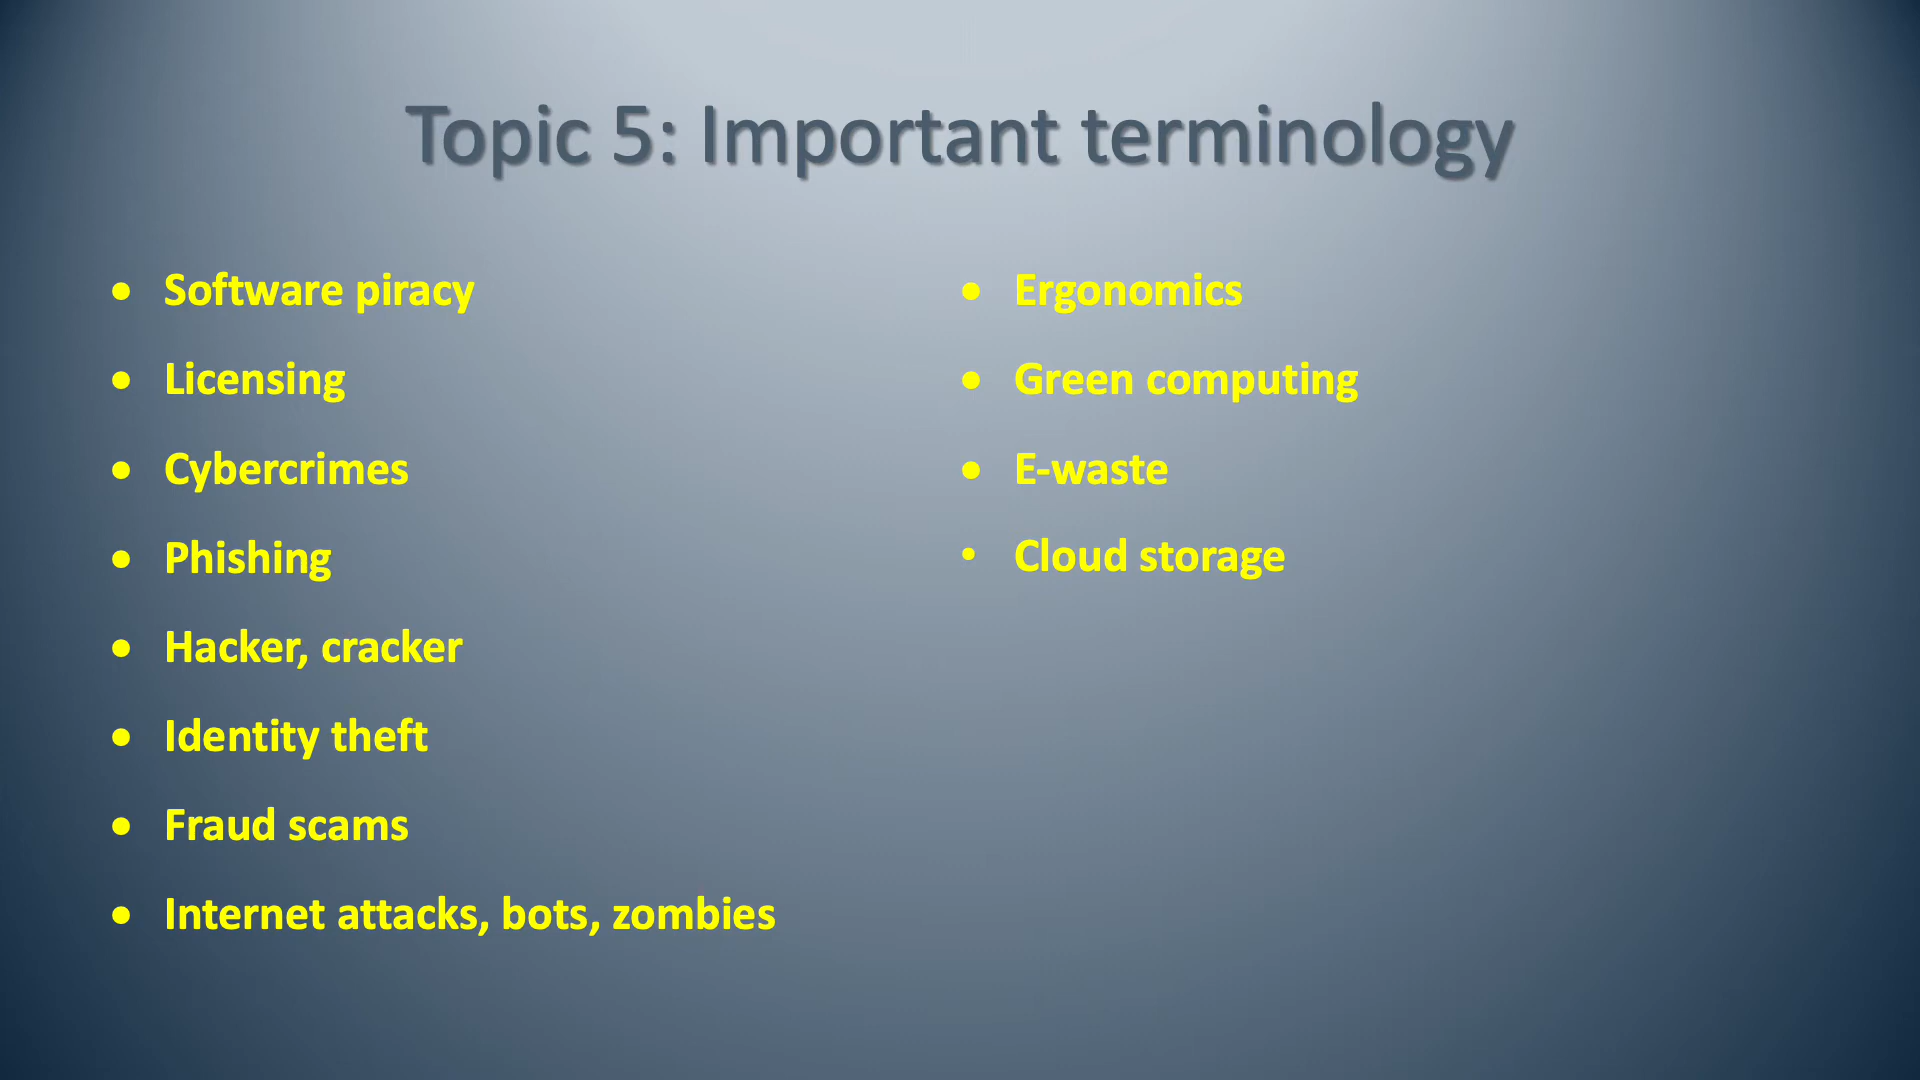 Topic 5: Important terminology
• Software piracy
• Licensing
• Cybercrimes
• Phishing
• Hacker, cracker
• Identity theft
• Fraud scams
• Internet attacks, bots, zombies
• Ergonomics
• Green computing
• E-waste
• Cloud storage